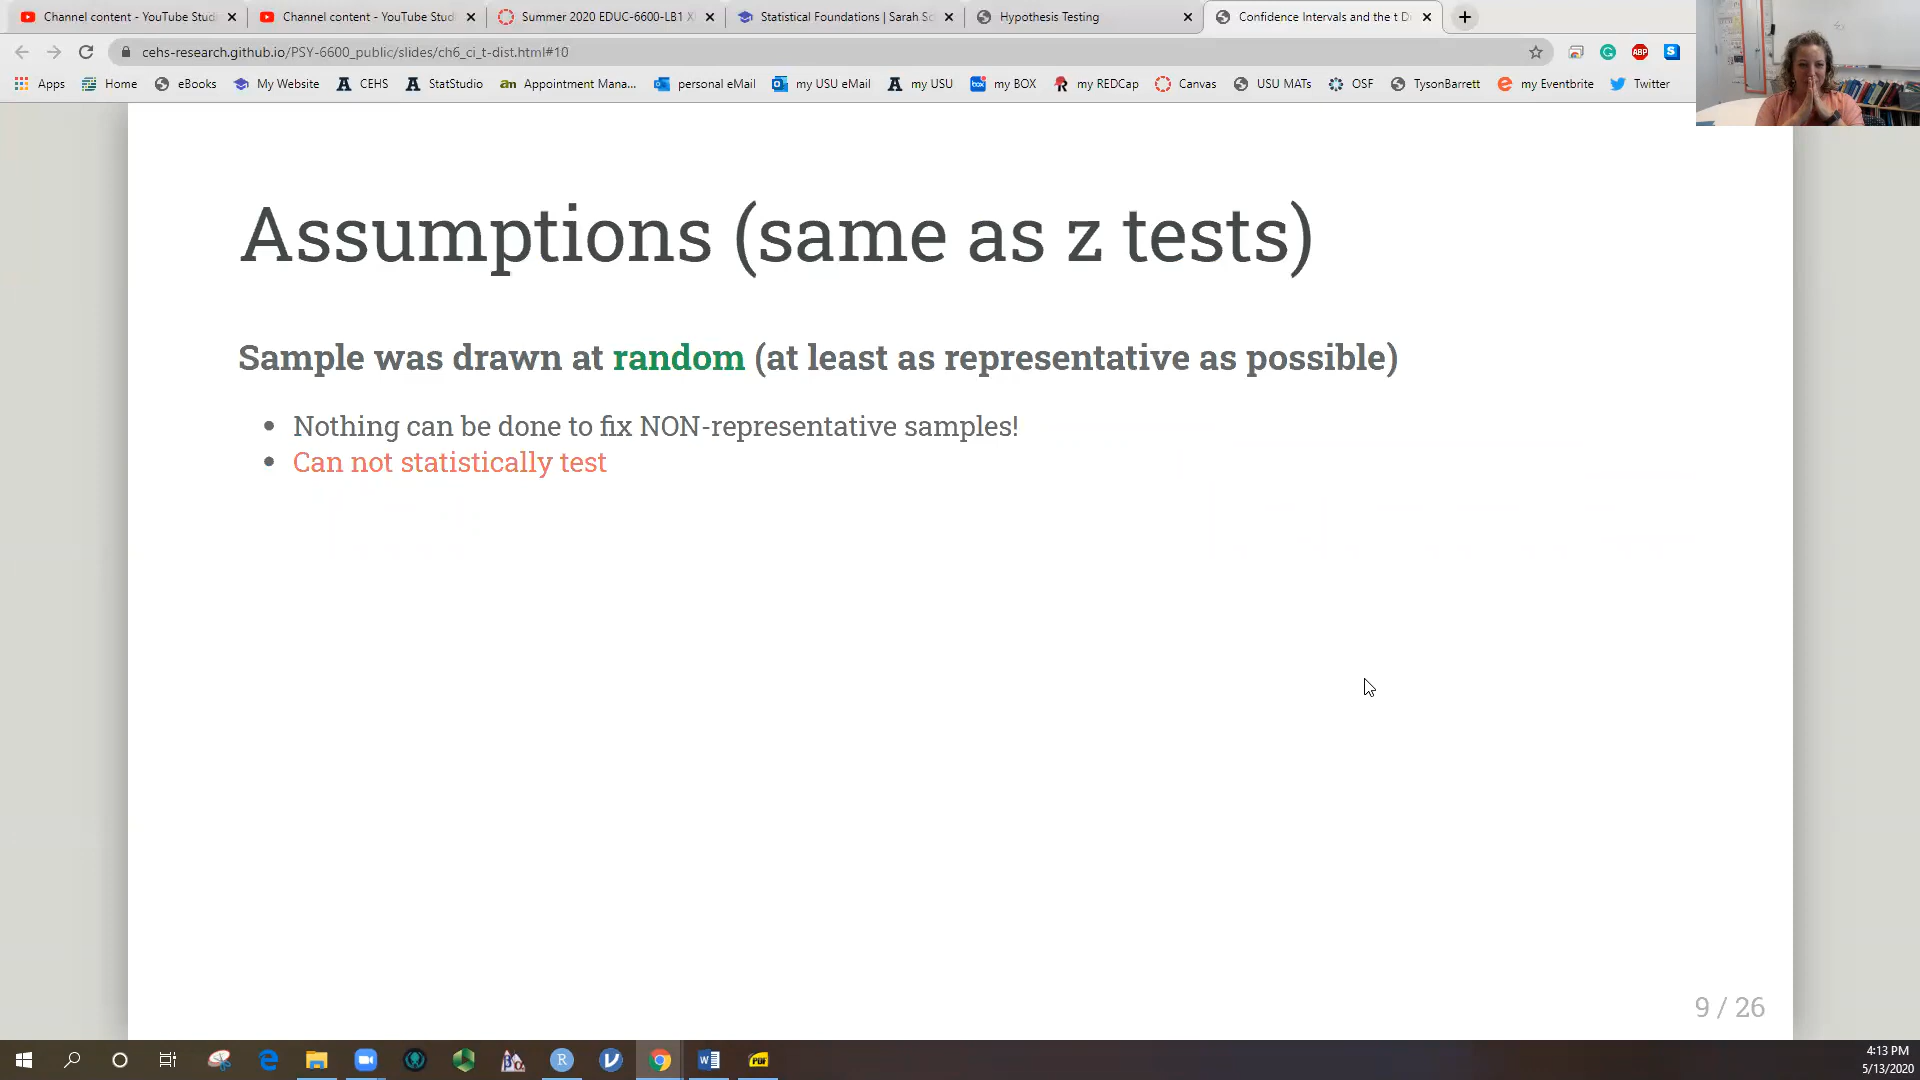 Channel content - YouTube Stud
Channel content - YouTube Stud
Summer 2020 EDUC-6600-LB1 X
Statistical Foundations | Sarah Sc
Hypothesis Testing
Confidence Intervals and the t D
cehs-research.github.io/PSY-6600_public/slides/ch6_ci_t-dist.html#10
ABP
S
Apps
Home
eBooks
My Website
CEHS
StatStudio
am Appointment Mana...
personal eMail
my USU eMail
my USU
box my BOX
my REDCap
Canvas
USU MATs
OSF
TysonBarrett
my Eventbrite
Twitter
Assumptions (same as z tests)
Sample was drawn at random (at least as representative as possible)
• Nothing can be done to fix NON-representative samples!
• Can not statistically test
9 / 26
R
PDF
4:13 PM
5/13/2020